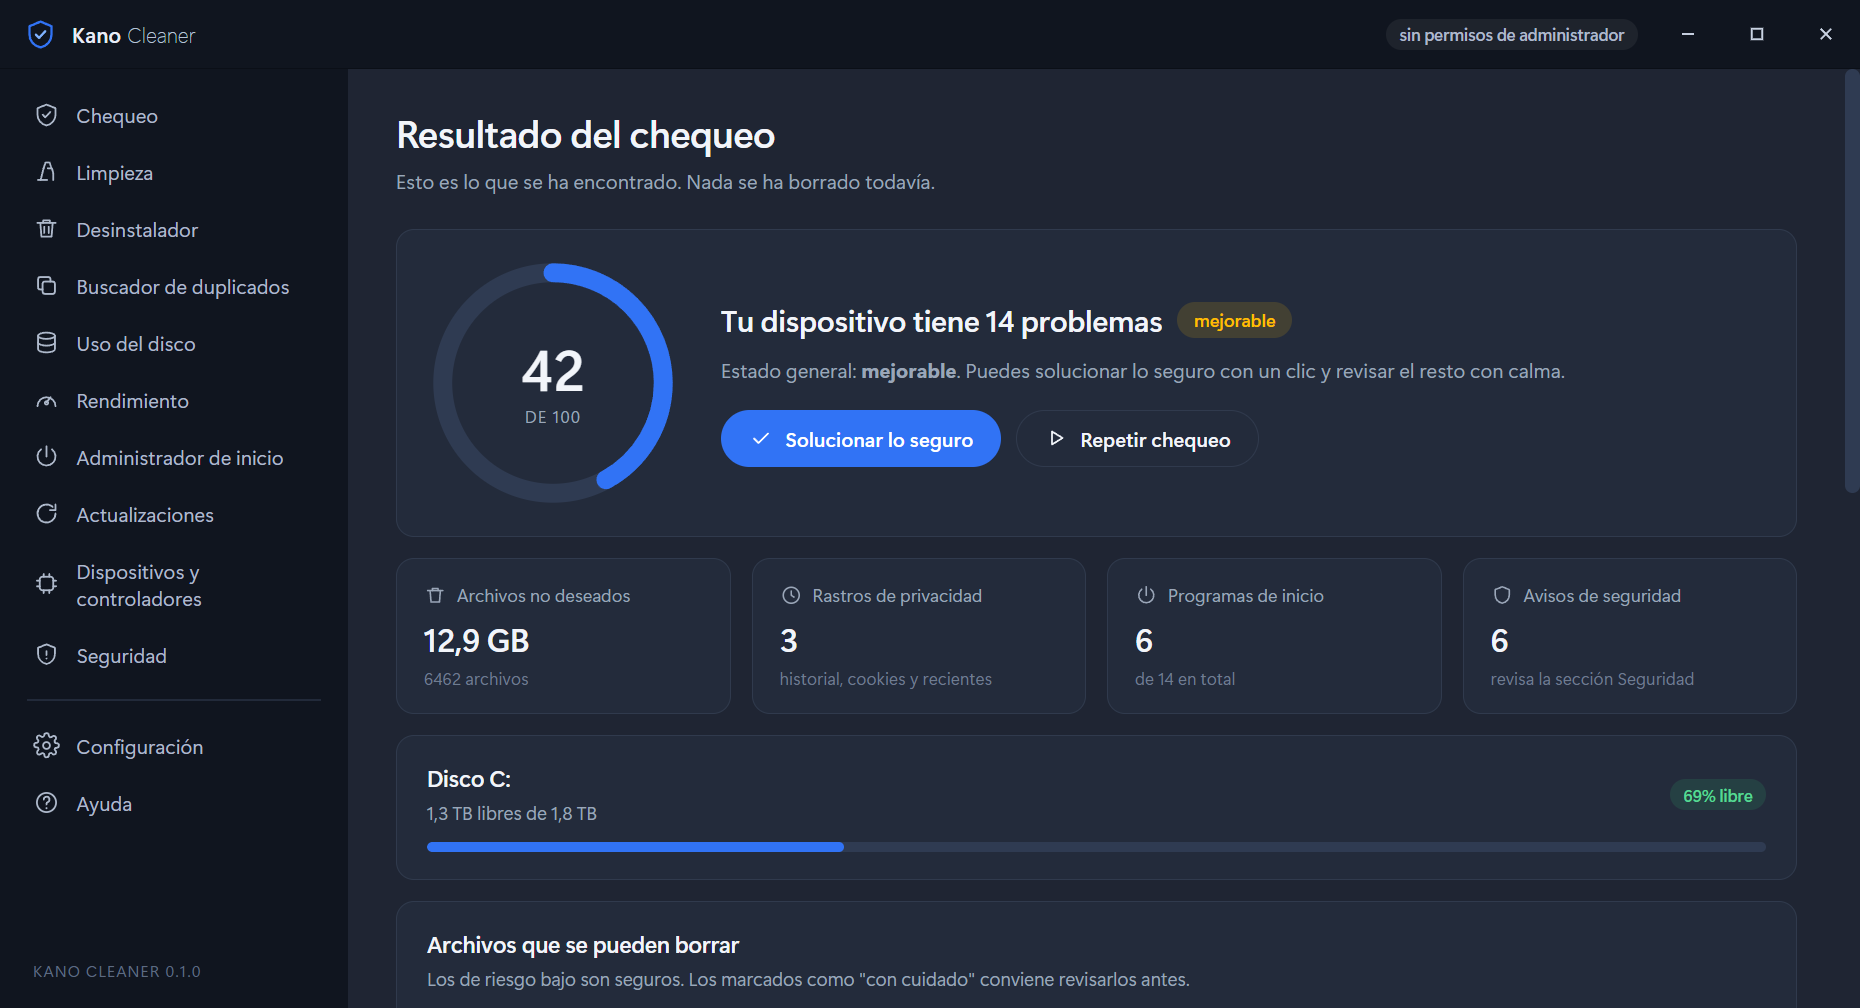 Kano Cleaner
sin permisos de administrador
Chequeo
Limpieza
Desinstalador
Buscador de duplicados
Uso del disco
Rendimiento
Administrador de inicio
Actualizaciones
Dispositivos y
controladores
Seguridad
Configuración
Ayuda
KANO CLEANER 0.1.0
Resultado del chequeo
Esto es lo que se ha encontrado. Nada se ha borrado todavía.
42
DE 100
Tu dispositivo tiene 14 problemas
mejorable
Estado general: mejorable. Puedes solucionar lo seguro con un clic y revisar el resto con calma.
Solucionar lo seguro
Repetir chequeo
Archivos no deseados
12,9 GB
6462 archivos
Rastros de privacidad
3
historial, cookies y recientes
Programas de inicio
6
de 14 en total
Avisos de seguridad
6
revisa la sección Seguridad
Disco C:
1,3 TB libres de 1,8 TB
69% libre
Archivos que se pueden borrar
Los de riesgo bajo son seguros. Los marcados como "con cuidado" conviene revisarlos antes.